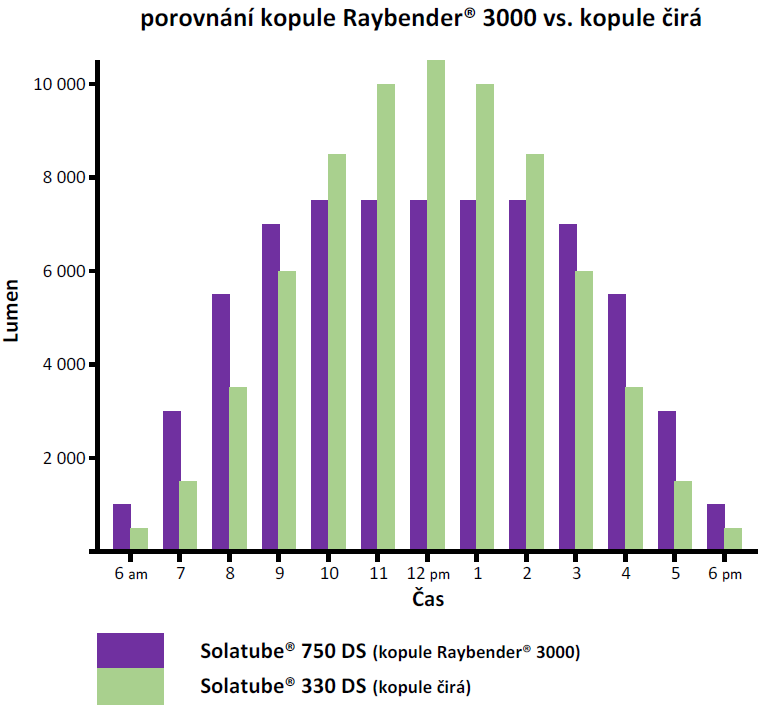 porovnání kopule Raybender® 3000 vs. kopule čirá
10 000
8 000
6 000
4 000
2 000
Lumen
6 am 7 8 9 10 11 12 pm 1 2 3 4 5 6 pm
Čas
Solatube® 750 DS (kopule Raybender® 3000)
Solatube® 330 DS (kopule čirá)